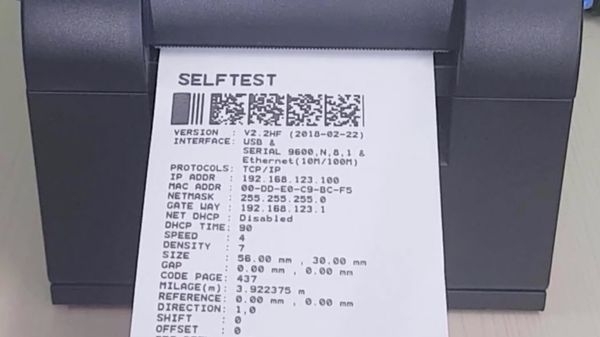 SELFTEST
VERSION : V2.2HF (2018-02-22)
INTERFACE: USB &
SERIAL 9600,N,8,1 &
Ethernet(10M/100M)
PROTOCOLS: TCP/IP
IP ADDR : 192.168.123.100
MAC ADDR : 00-DD-E0-C9-BC-F5
NETMASK : 255.255.255.0
GATE WAY : 192.168.123.1
NET DHCP : Disabled
DHCP TIME: 90
SPEED : 4
DENSITY : 7
SIZE : 56.00 mm , 30.00 mm
GAP : 0.00 mm , 0.00 mm
CODE PAGE: 437
MILAGE(m): 3.922375 m
REFERENCE: 0.00 mm , 0.00 mm
DIRECTION: 1,0
SHIFT : 0
OFFSET : 0